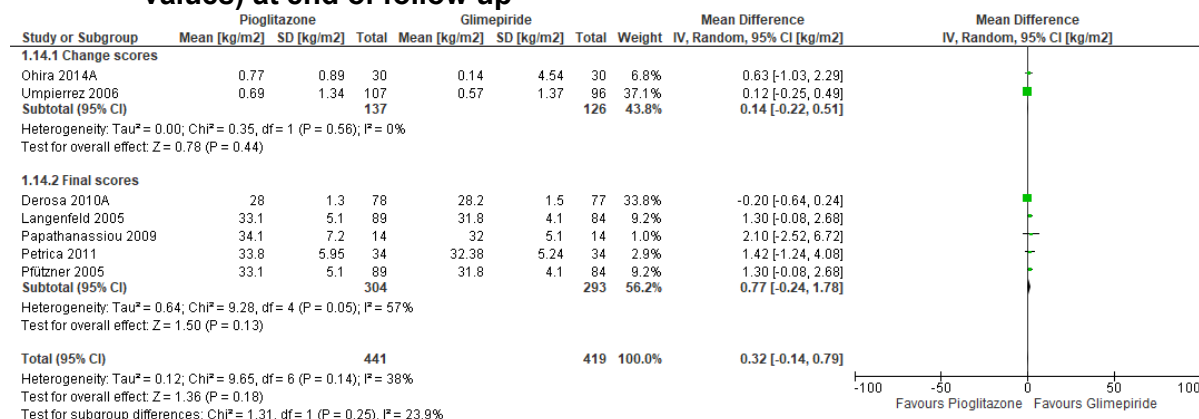 values) at end of follow up
Pioglitazone Glimepiride Mean Difference Mean Difference
Study or Subgroup Mean [kg/m2] SD [kg/m2] Total Mean [kg/m2] SD [kg/m2] Total Weight IV, Random, 95% CI [kg/m2] IV, Random, 95% CI [kg/m2]
1.14.1 Change scores
Ohira 2014A 0.77 0.89 30 0.14 4.54 30 6.8% 0.63 [-1.03, 2.29]
Umpierrez 2006 0.69 1.34 107 0.57 1.37 96 37.1% 0.12 [-0.25, 0.49]
Subtotal (95% CI) 137 126 43.8% 0.14 [-0.22, 0.51]
Heterogeneity: Tau² = 0.00; Chi² = 0.35, df = 1 (P = 0.56); I² = 0%
Test for overall effect: Z = 0.78 (P = 0.44)
1.14.2 Final scores
Derosa 2010A 28 1.3 78 28.2 1.5 77 33.8% -0.20 [-0.64, 0.24]
Langenfeld 2005 33.1 5.1 89 31.8 4.1 84 9.2% 1.30 [-0.08, 2.68]
Papathanassiou 2009 34.1 7.2 14 32 5.1 14 1.0% 2.10 [-2.52, 6.72]
Petrica 2011 33.8 5.95 34 32.38 5.24 34 2.9% 1.42 [-1.24, 4.08]
Pfützner 2005 33.1 5.1 89 31.8 4.1 84 9.2% 1.30 [-0.08, 2.68]
Subtotal (95% CI) 304 293 56.2% 0.77 [-0.24, 1.78]
Heterogeneity: Tau² = 0.64; Chi² = 9.28, df = 4 (P = 0.05); I² = 57%
Test for overall effect: Z = 1.50 (P = 0.13)
Total (95% CI) 441 419 100.0% 0.32 [-0.14, 0.79]
Heterogeneity: Tau² = 0.12; Chi² = 9.65, df = 6 (P = 0.14); I² = 38%
Test for overall effect: Z = 1.36 (P = 0.18)
Test for subgroup differences: Chi² = 1.31, df = 1 (P = 0.25), I² = 23.9%
-100 -50 0 50 100
Favours Pioglitazone Favours Glimepiride